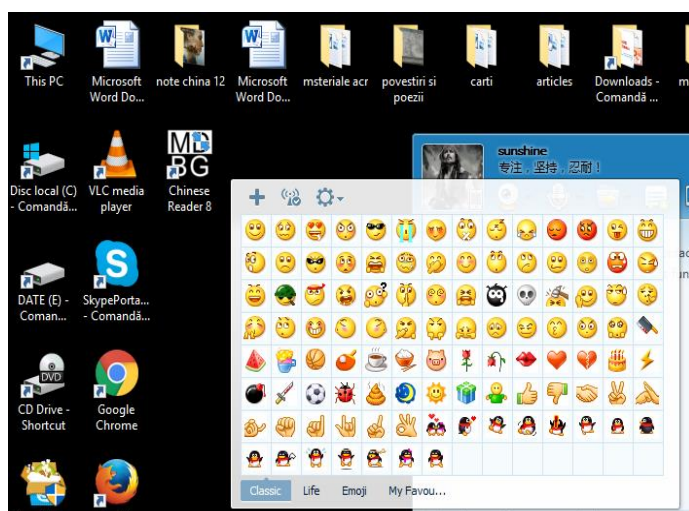 This PC
Microsoft
Word Do...
note china 12
Microsoft
Word Do...
msteriale acr
povestiri si
poezii
carti
articles
Downloads -
Comandă ...
Disc local (C)
- Comandă...
VLC media
player
MD
BG
Chinese
Reader 8
sunshine
专注，坚持，忍耐！
DATE (E) -
Coman...
SkypePorta...
- Comandă...
DVD
CD Drive -
Shortcut
Google
Chrome
Classic
Life
Emoji
My Favou...